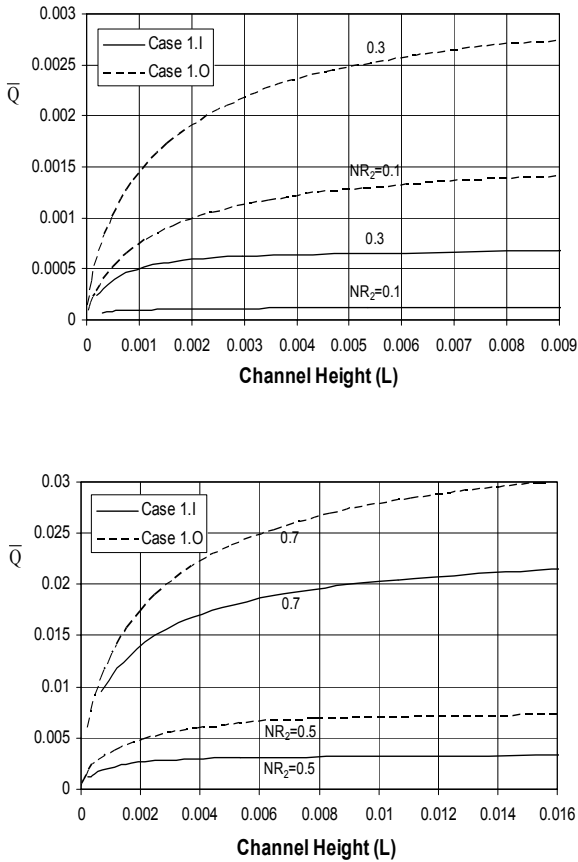 0.003
0.0025
0.002
0.0015
0.001
0.0005
0
Q̅
Case 1.I
Case 1.O
0.3
NR₂=0.1
0.3
NR₂=0.1
0 0.001 0.002 0.003 0.004 0.005 0.006 0.007 0.008 0.009
Channel Height (L)
0.03
0.025
0.02
0.015
0.01
0.005
0
Q̅
Case 1.I
Case 1.O
0.7
0.7
NR₂=0.5
NR₂=0.5
0 0.002 0.004 0.006 0.008 0.01 0.012 0.014 0.016
Channel Height (L)